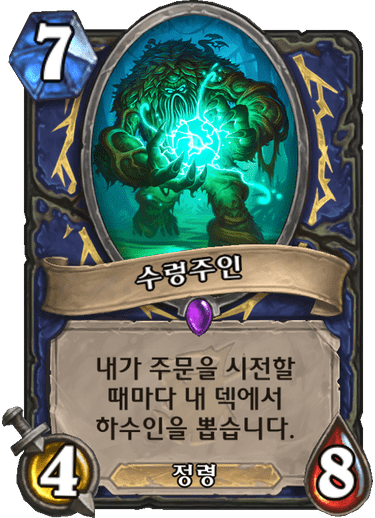 7
수렁주인
내가 주문을 시전할
때마다 내 덱에서
하수인을 뽑습니다.
4
정령
8